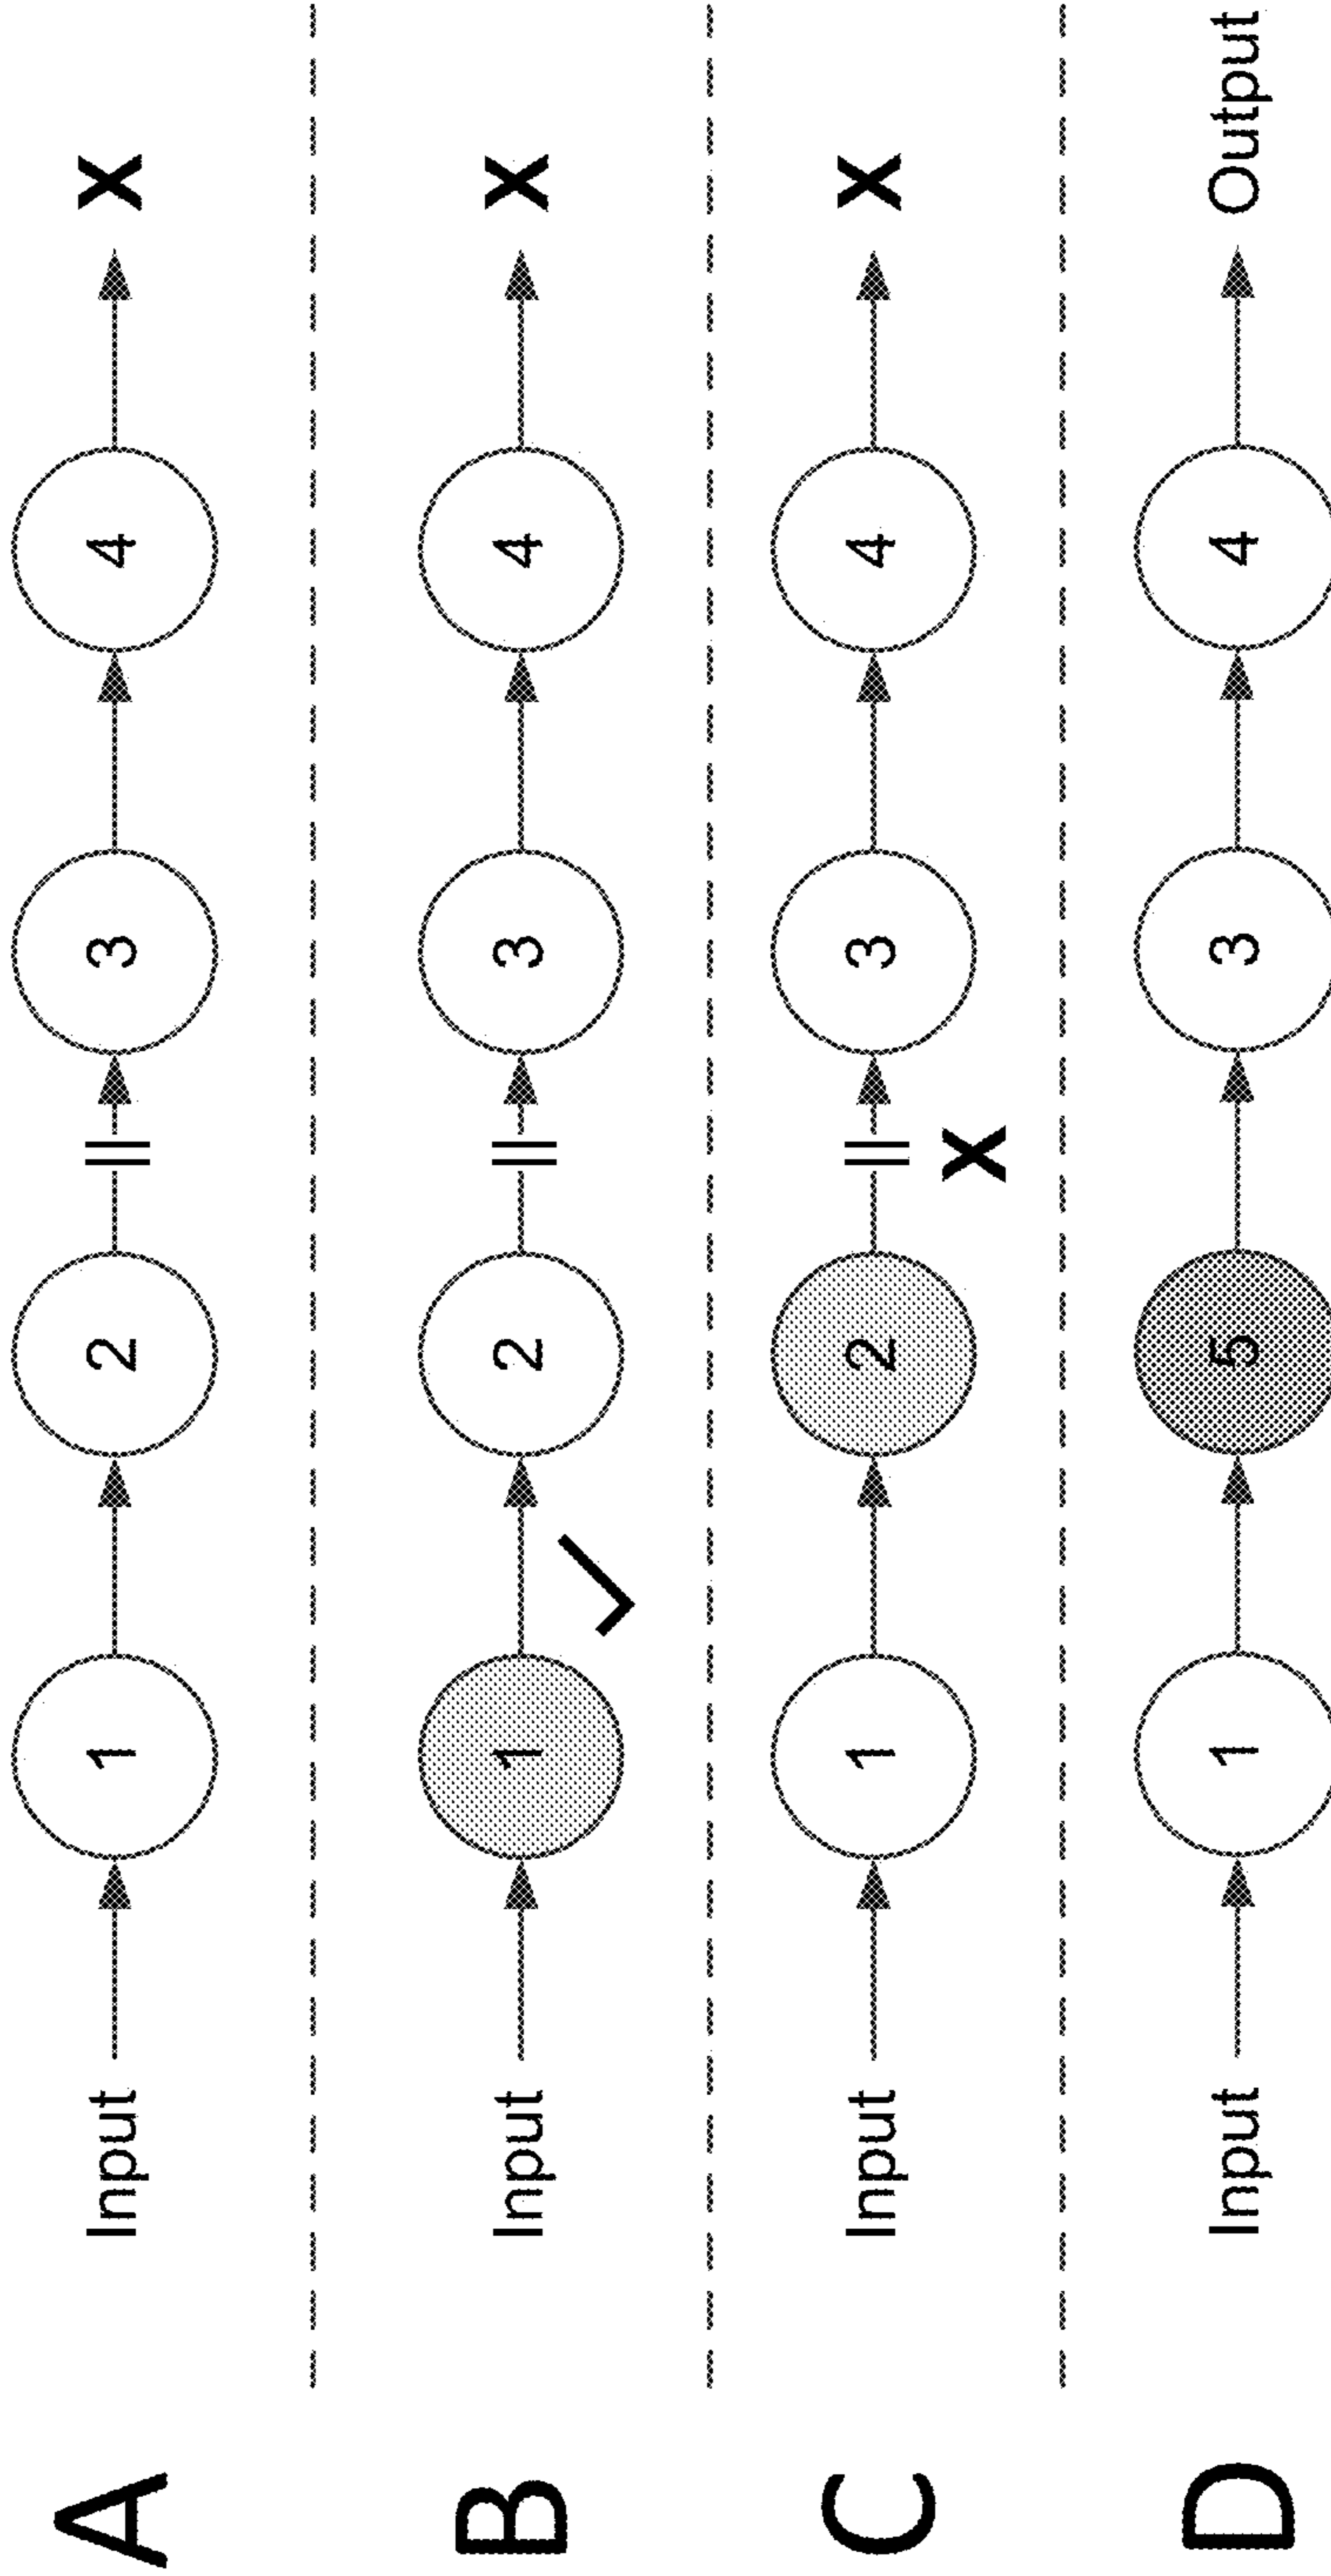 A Input 1 2 3 4 X
B Input 1 2 3 4 X
✓
C Input 1 2 3 4 X
X
D Input 1 5 3 4 Output